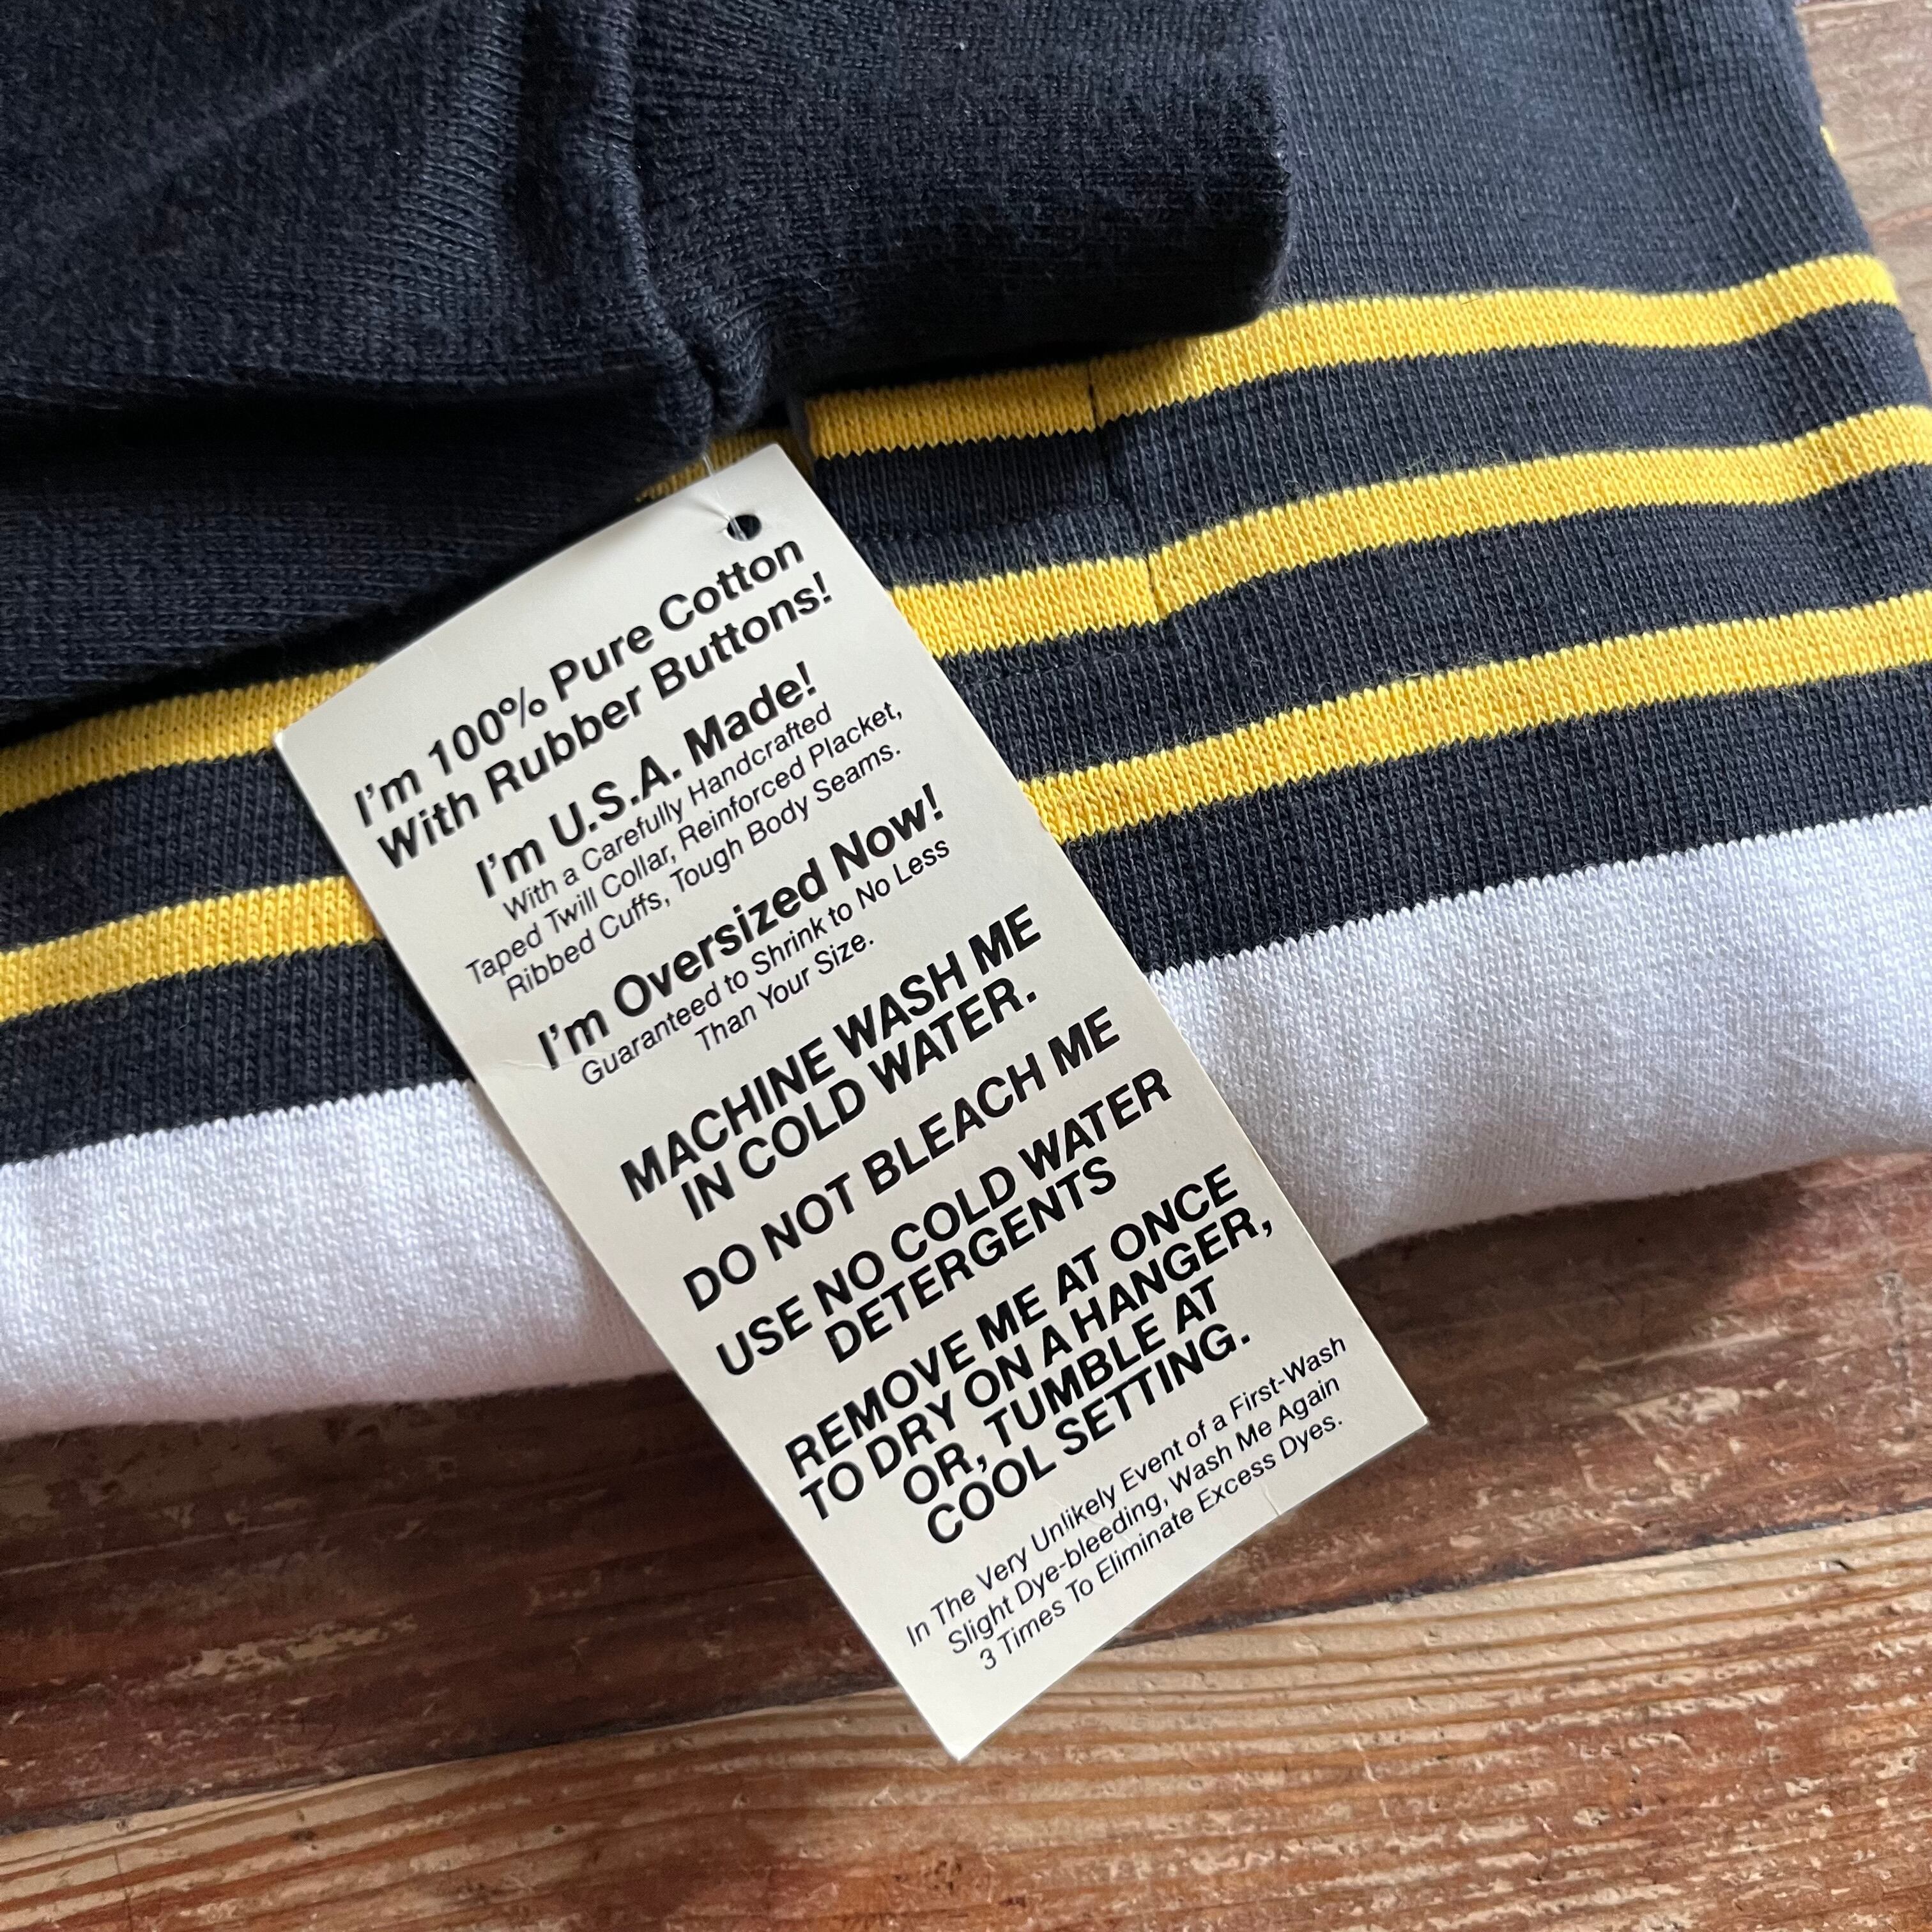 I'm 100% Pure Cotton
With Rubber Buttons!
I'm U.S.A. Made!
With a Carefully Handcrafted
Taped Twill Collar, Reinforced Placket,
Ribbed Cuffs, Tough Body Seams.
I'm Oversized Now!
Guaranteed to Shrink to No Less
Than Your Size.
MACHINE WASH ME
IN COLD WATER.
DO NOT BLEACH ME
USE NO COLD WATER
DETERGENTS
REMOVE ME AT ONCE
TO DRY ON A HANGER,
OR, TUMBLE AT
COOL SETTING.
In The Very Unlikely Event of a First-Wash
Slight Dye-bleeding, Wash Me Again
3 Times To Eliminate Excess Dyes.